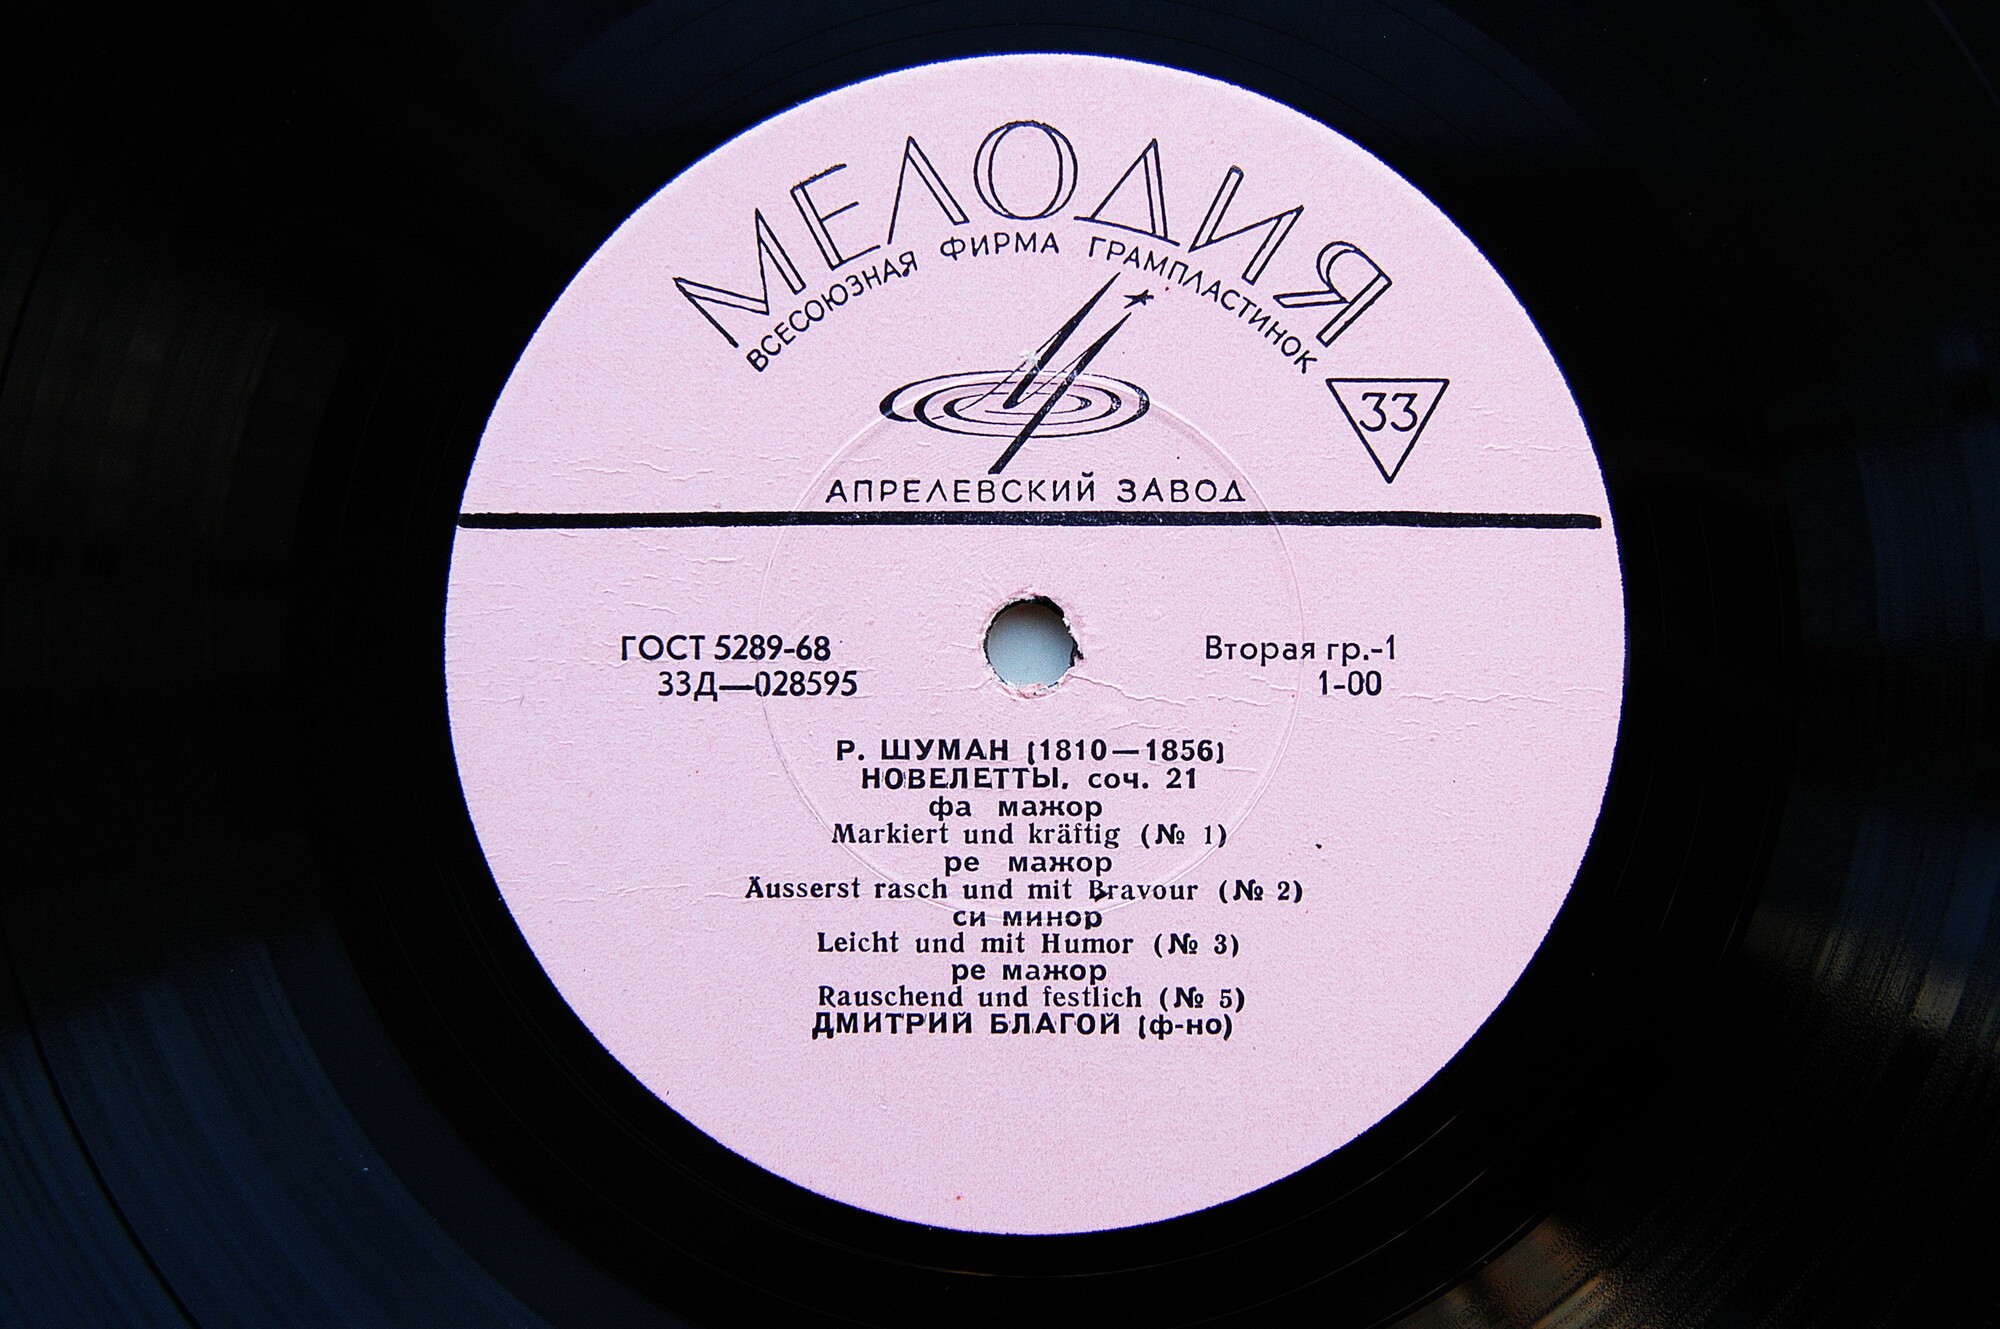 МЕЛОДИЯ
ВСЕСОЮЗНАЯ ФИРМА ГРАМПЛАСТИНОК
33
АПРЕЛЕВСКИЙ ЗАВОД
ГОСТ 5289-68
33Д—028595
Вторая гр.-1
1-00
Р. ШУМАН (1810—1856)
НОВЕЛЕТТЫ, соч. 21
фа мажор
Markiert und kräftig (№ 1)
ре мажор
Äusserst rasch und mit Bravour (№ 2)
си минор
Leicht und mit Humor (№ 3)
ре мажор
Rauschend und festlich (№ 5)
ДМИТРИЙ БЛАГОЙ (ф-но)